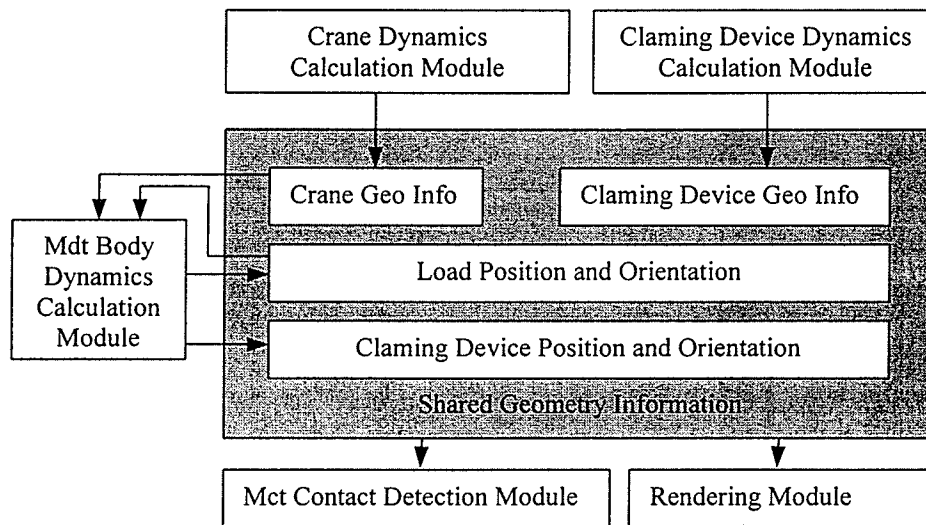 Crane Dynamics
Calculation Module
Claming Device Dynamics
Calculation Module
Crane Geo Info
Claming Device Geo Info
Mdt Body
Dynamics
Calculation
Module
Load Position and Orientation
Claming Device Position and Orientation
Shared Geometry Information
Mct Contact Detection Module
Rendering Module